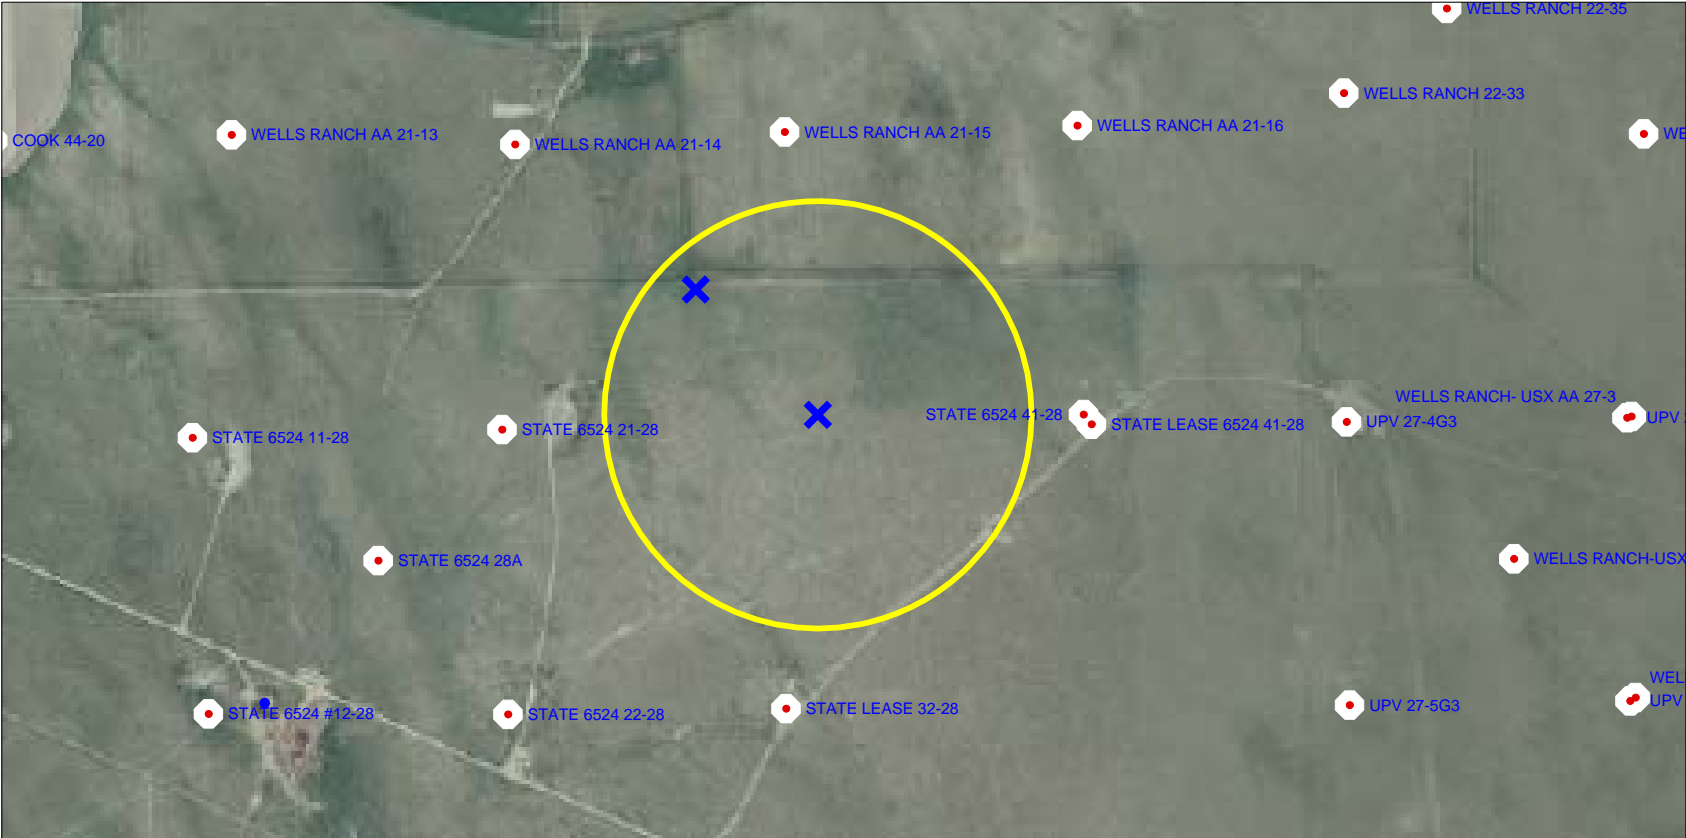 WELLS RANCH 22-35
WELLS RANCH 22-33
COOK 44-20
WELLS RANCH AA 21-13
WELLS RANCH AA 21-14
WELLS RANCH AA 21-15
WELLS RANCH AA 21-16
WE
WELLS RANCH- USX AA 27-3
STATE 6524 11-28
STATE 6524 21-28
STATE 6524 41-28
STATE LEASE 6524 41-28
UPV 27-4G3
UPV
STATE 6524 28A
WELLS RANCH-USX
WEL
STATE 6524 #12-28
STATE 6524 22-28
STATE LEASE 32-28
UPV 27-5G3
UPV